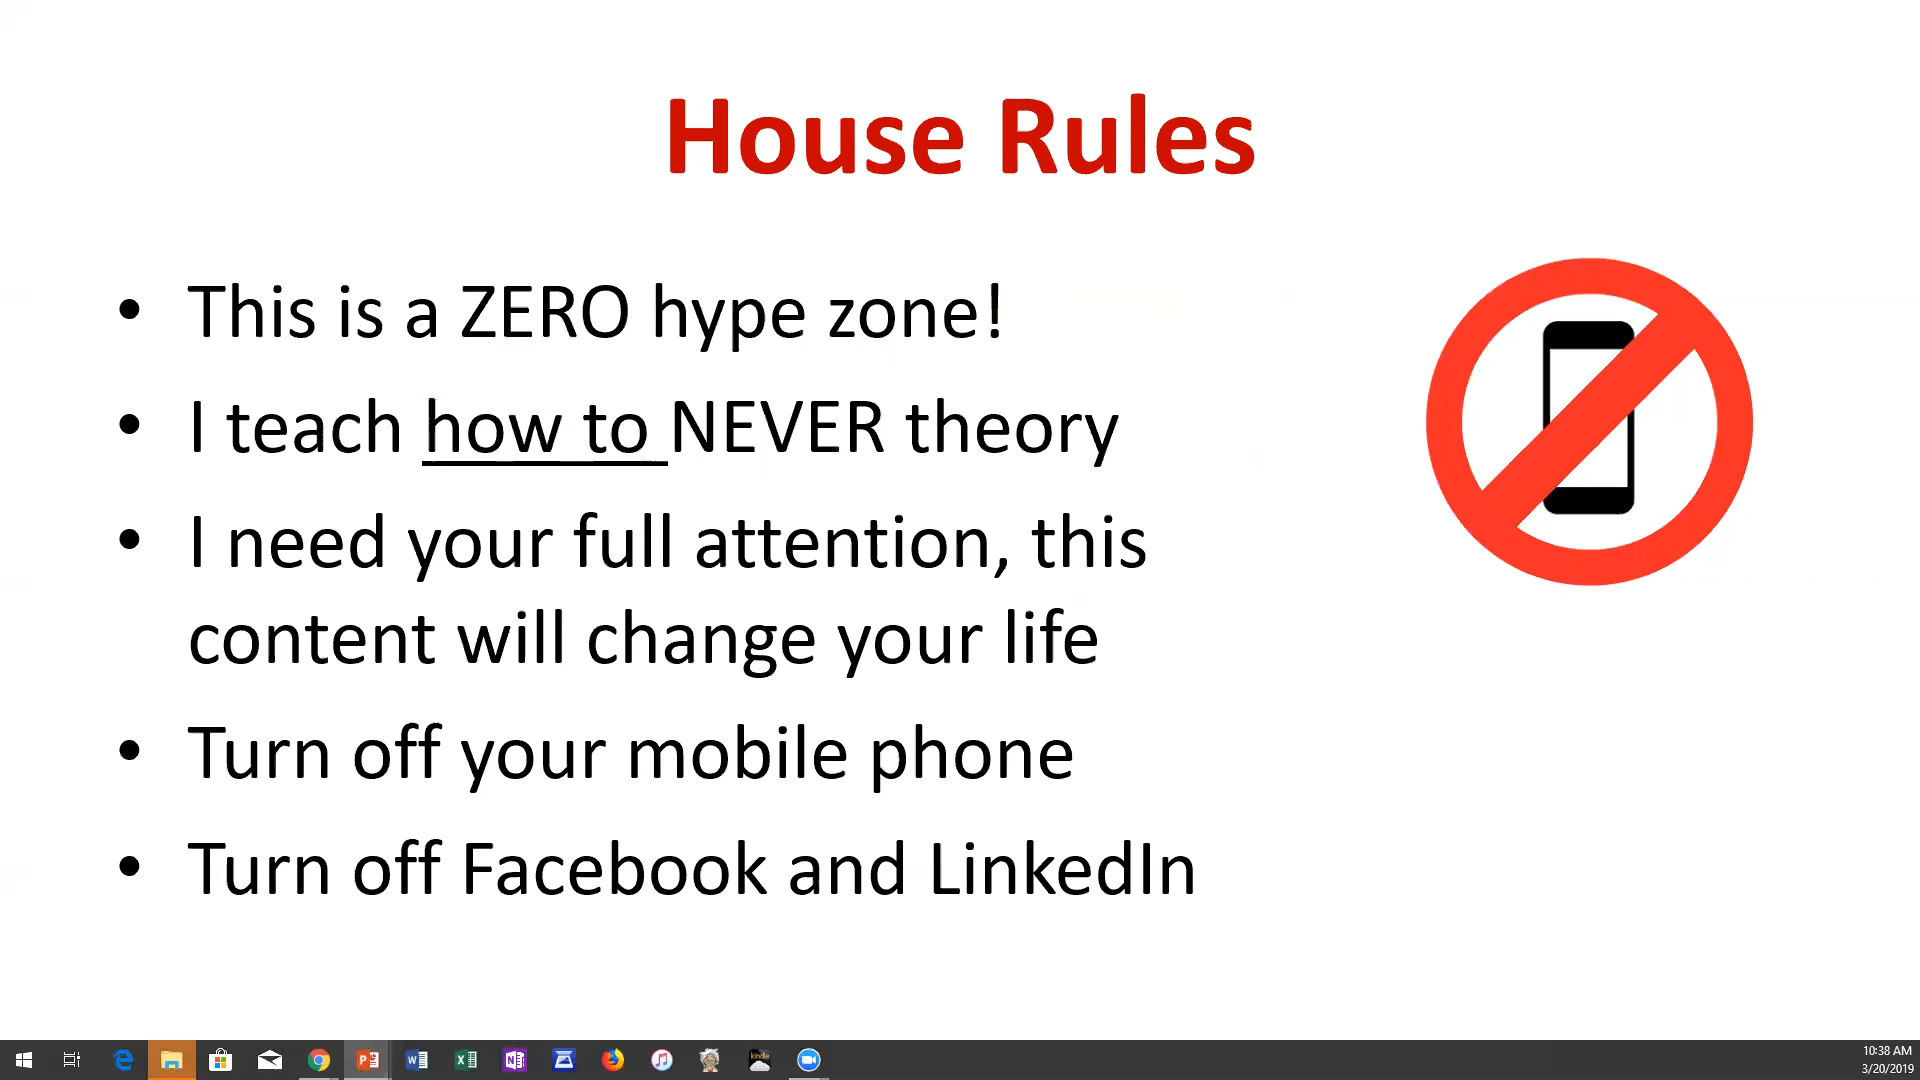 House Rules
• This is a ZERO hype zone!
• I teach how to NEVER theory
• I need your full attention, this
content will change your life
• Turn off your mobile phone
• Turn off Facebook and LinkedIn
kindle
10:38 AM
3/20/2019